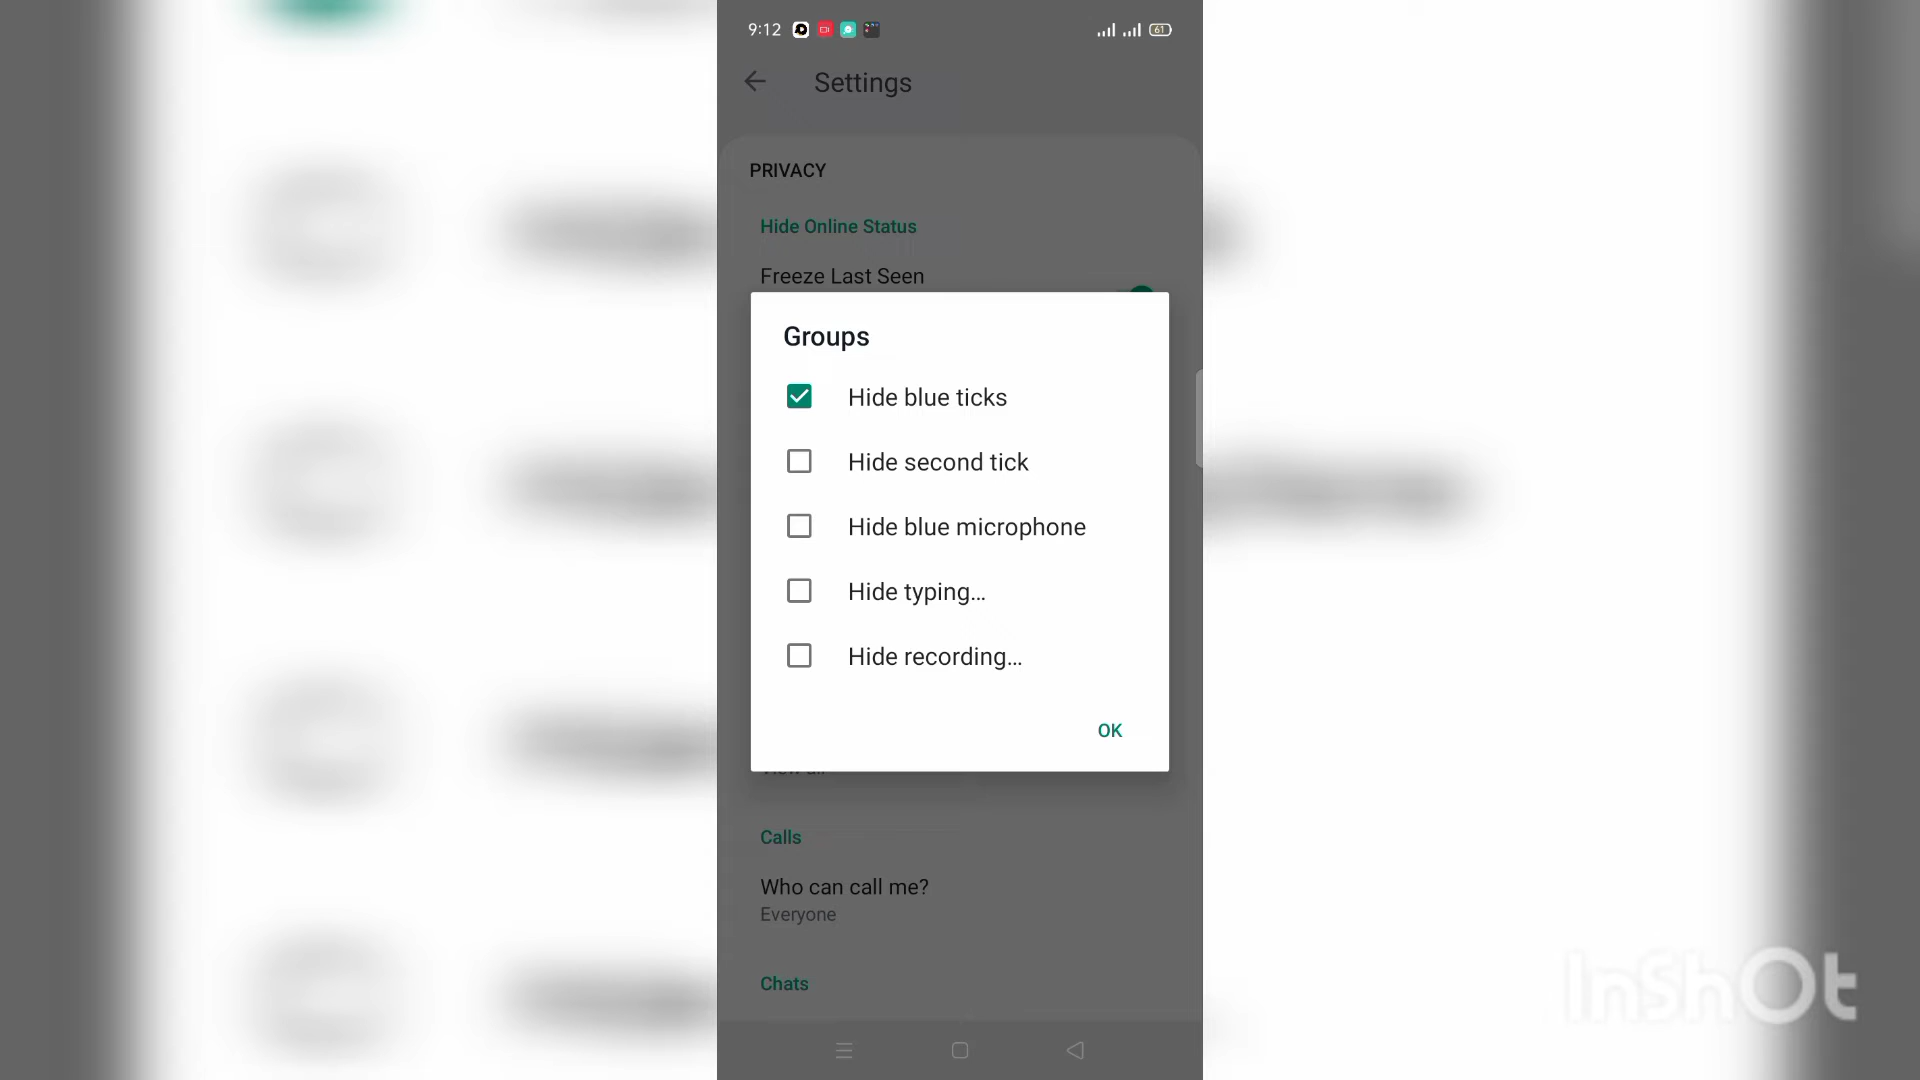 9:12
61
Settings
PRIVACY
Hide Online Status
Freeze Last Seen
Groups
Hide blue ticks
Hide second tick
Hide blue microphone
Hide typing...
Hide recording...
OK
Calls
Who can call me?
Everyone
Chats
InShOt